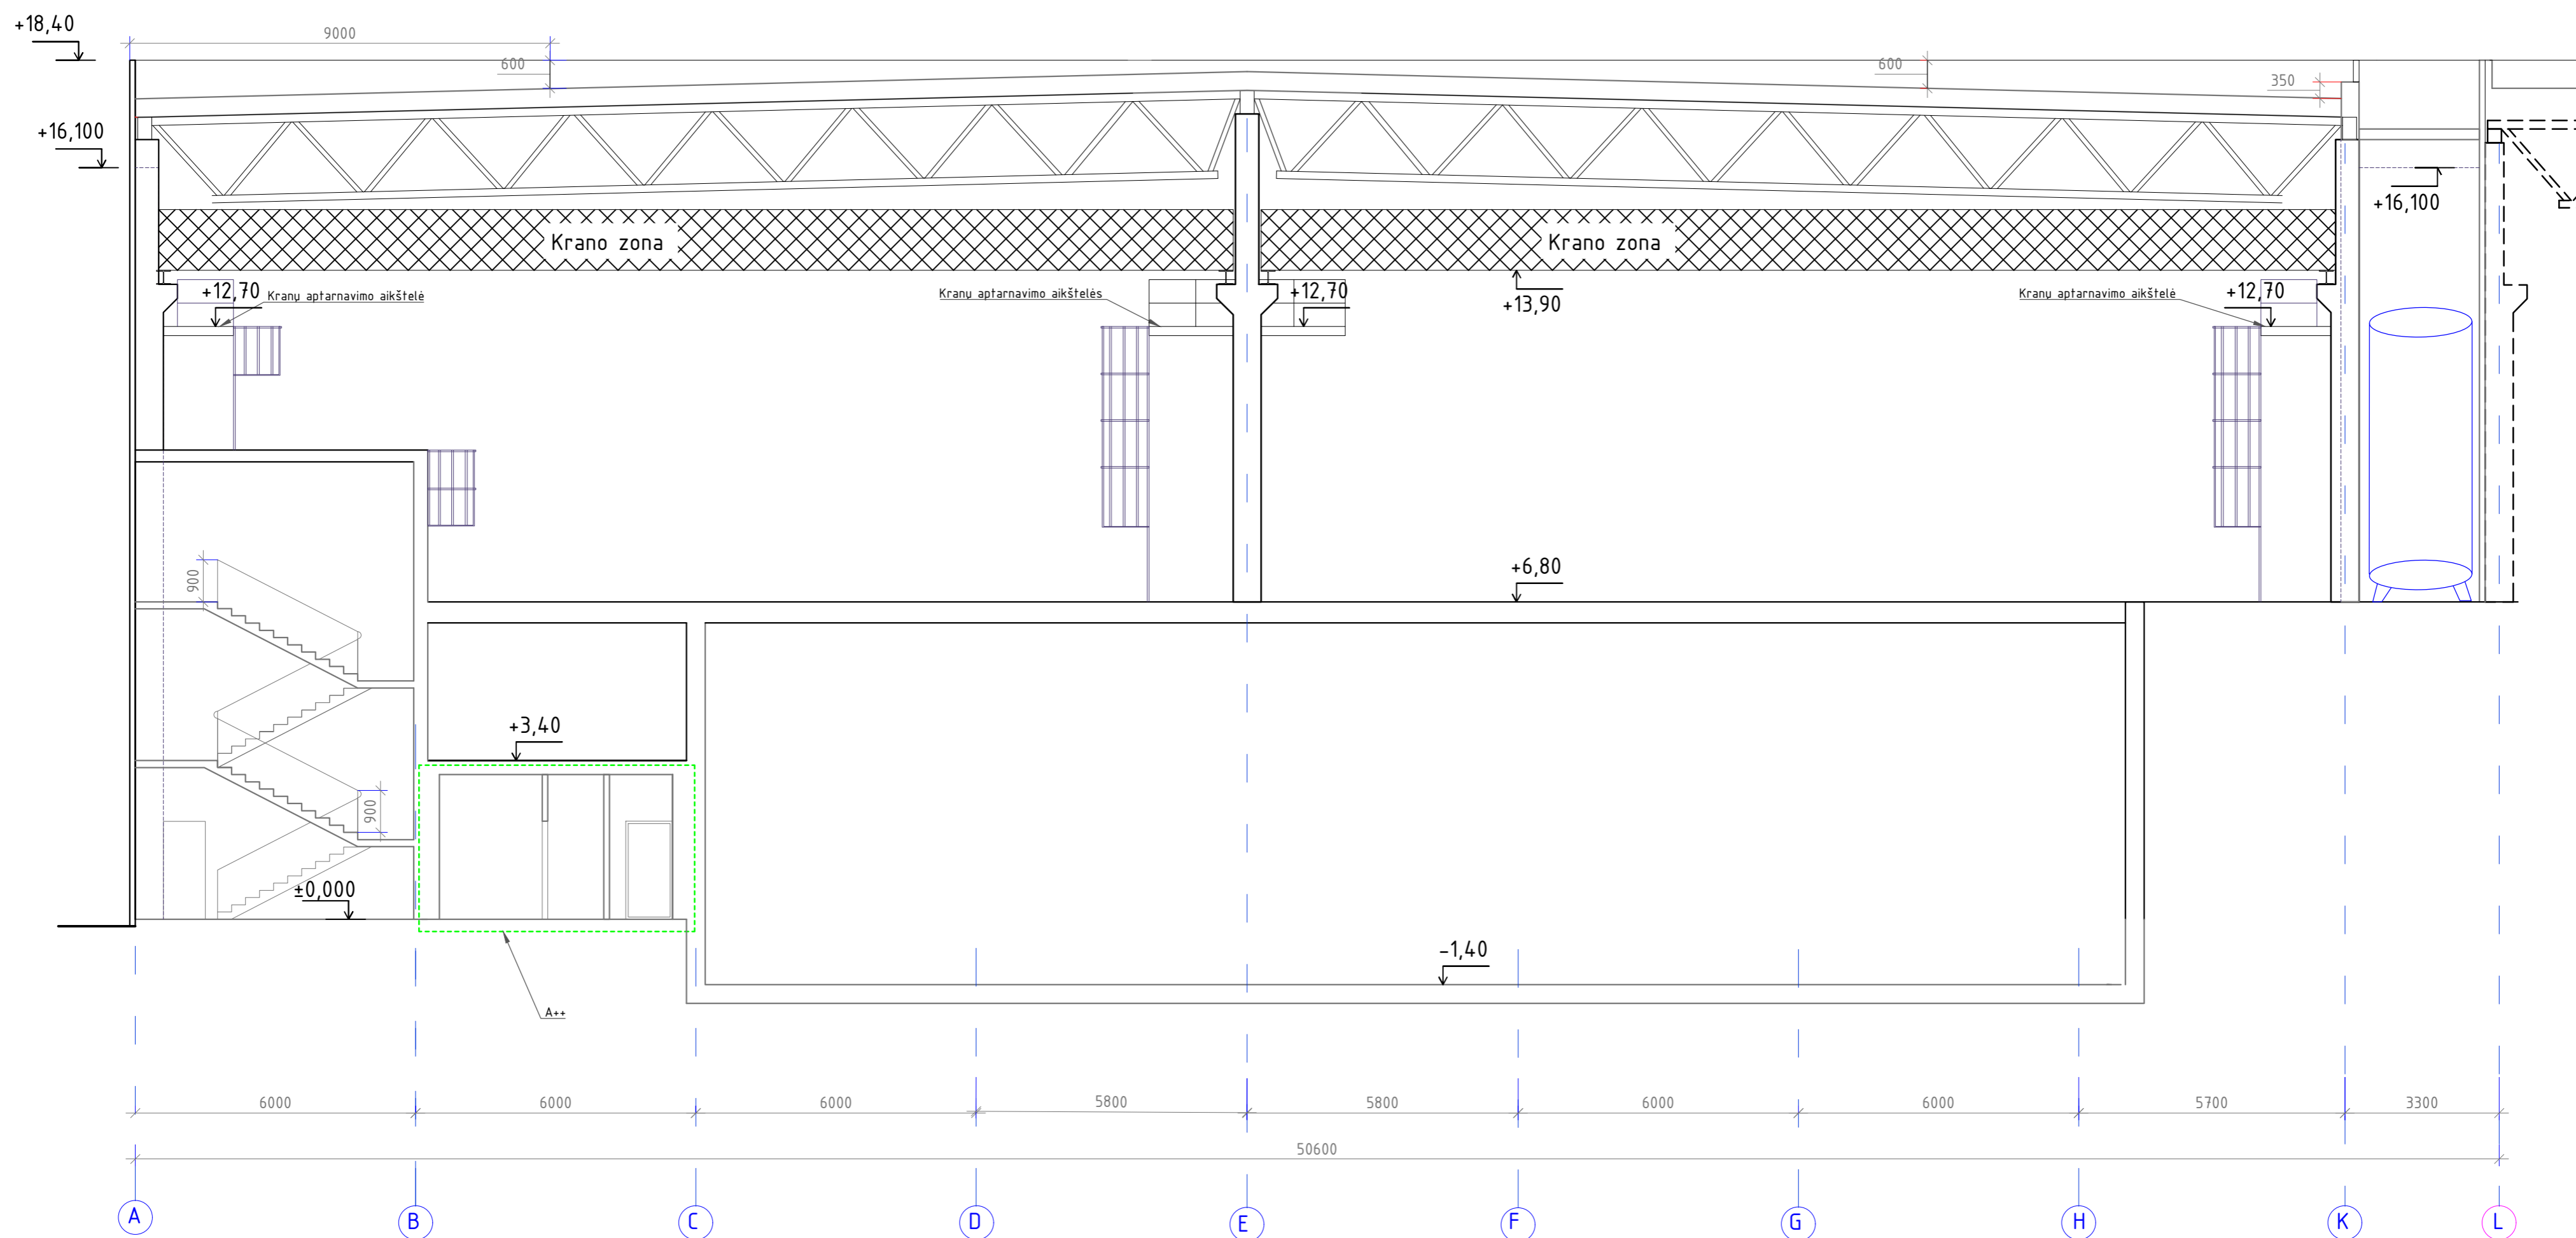 +18,40
9000
600
600
350
+16,100
+16,100
Krano zona
Krano zona
+12,70
Kranų aptarnavimo aikštelė
Kranų aptarnavimo aikštelės
+12,70
+13,90
Kranų aptarnavimo aikštelė
+12,70
900
+6,80
+3,40
900
±0,000
-1,40
A++
6000
6000
6000
5800
5800
6000
6000
5700
3300
50600
A
B
C
D
E
F
G
H
K
L